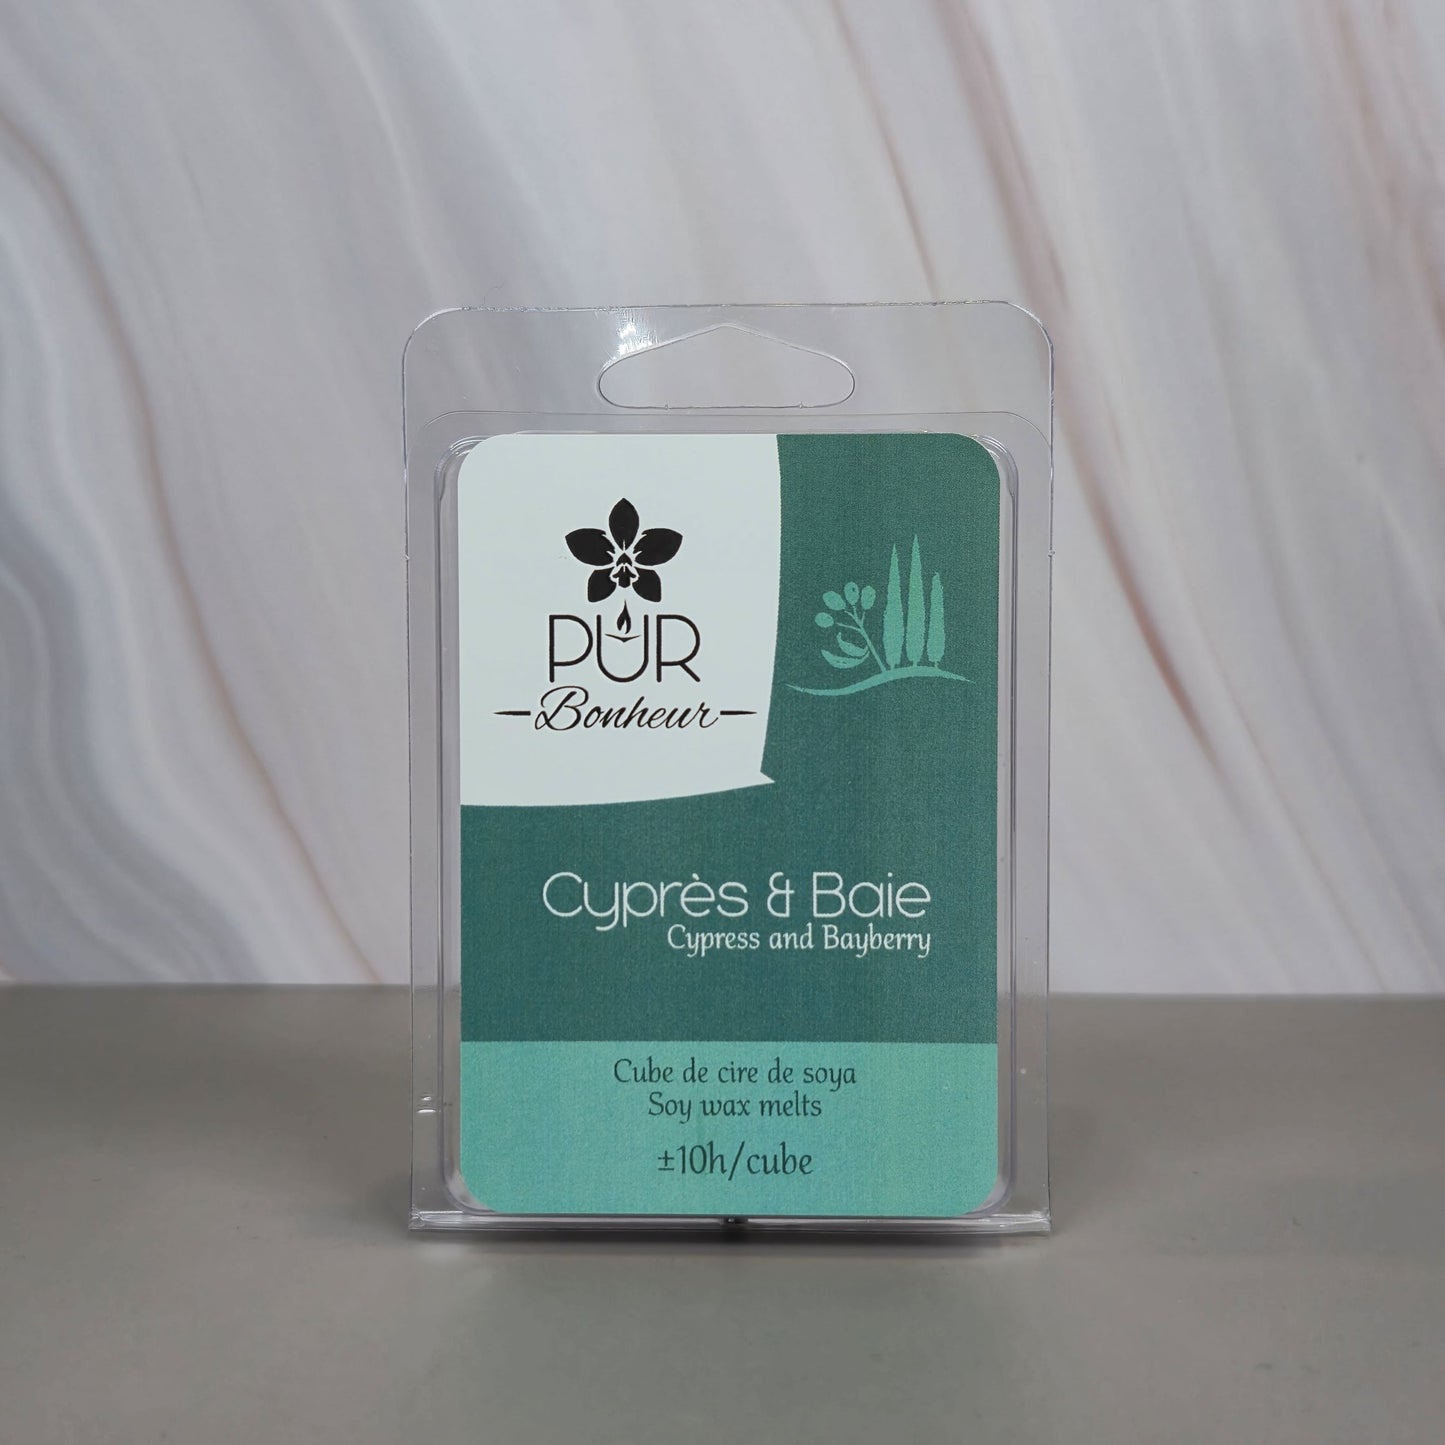 PUR
Bonheur
Cyprès & Baie
Cypress and Bayberry
Cube de cire de soya
Soy wax melts
±10h/cube